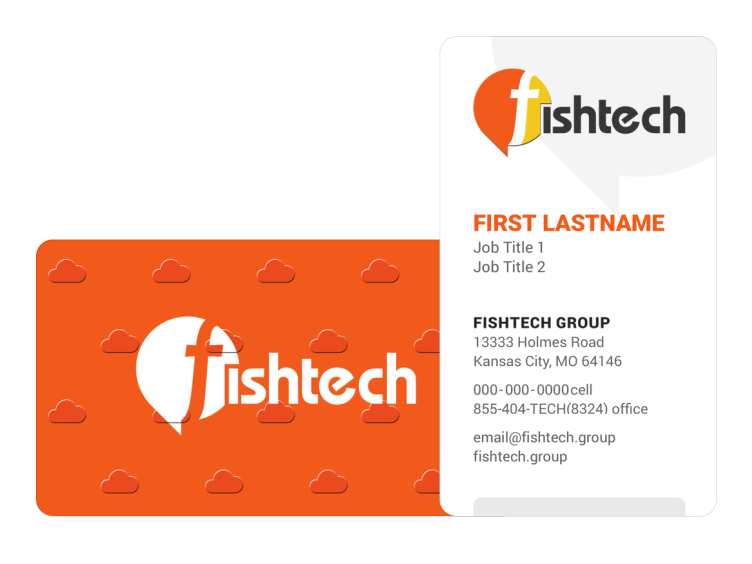 fishtech
fishtech
FIRST LASTNAME
Job Title 1
Job Title 2
FISHTECH GROUP
13333 Holmes Road
Kansas City, MO 64146
000-000-0000cell
855-404-TECH(8324) office
email@fishtech.group
fishtech.group